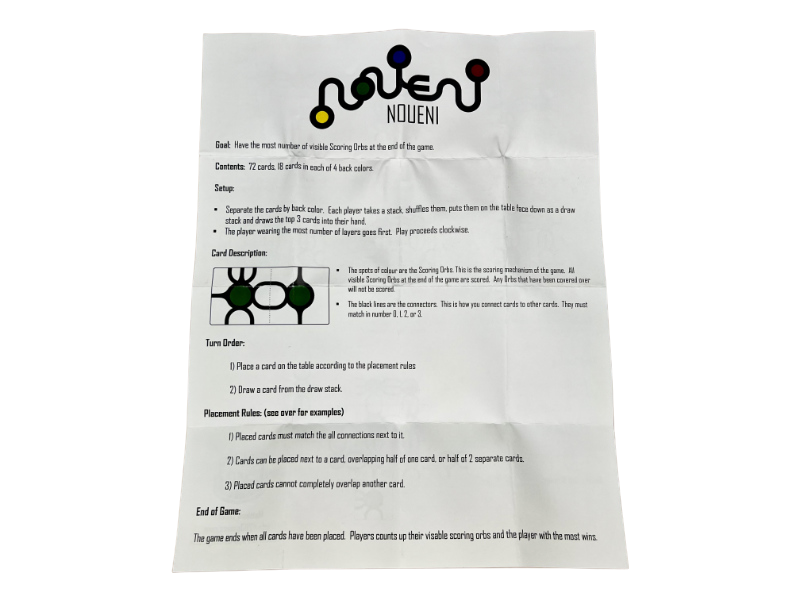 NOUENI
NOUENI
Goal: Have the most number of visible Scoring Orbs at the end of the game.
Contents: 72 cards, 18 cards in each of 4 back colors.
Setup:
• Separate the cards by back color. Each player takes a stack, shuffles them, puts them on the table face down as a draw
stack and draws the top 3 cards into their hand.
• The player wearing the most number of layers goes first. Play proceeds clockwise.
Card Description:
• The spots of colour are the Scoring Orbs. This is the scoring mechanism of the game. All
visible Scoring Orbs at the end of the game are scored. Any Orbs that have been covered over
will not be scored.
• The black lines are the connectors. This is how you connect cards to other cards. They must
match in number 0, 1, 2, or 3.
Turn Order:
1) Place a card on the table according to the placement rules
2) Draw a card from the draw stack.
Placement Rules: (see over for examples)
1) Placed cards must match the all connections next to it.
2) Cards can be placed next to a card, overlapping half of one card, or half of 2 separate cards.
3) Placed cards cannot completely overlap another card.
End of Game:
The game ends when all cards have been placed. Players counts up their visable scoring orbs and the player with the most wins.